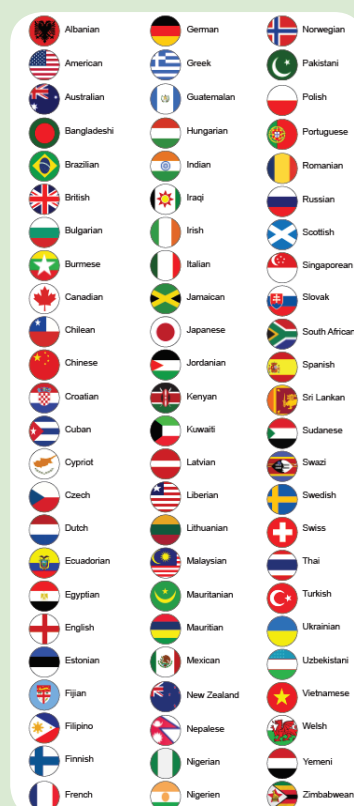 Albanian
American
Australian
Bangladeshi
Brazilian
British
Bulgarian
Burmese
Canadian
Chilean
Chinese
Croatian
Cuban
Cypriot
Czech
Dutch
Ecuadorian
Egyptian
English
Estonian
Fijian
Filipino
Finnish
French
German
Greek
Guatemalan
Hungarian
Indian
Iraqi
Irish
Italian
Jamaican
Japanese
Jordanian
Kenyan
Kuwaiti
Latvian
Liberian
Lithuanian
Malaysian
Mauritanian
Mauritian
Mexican
New Zealand
Nepalese
Nigerian
Nigerien
Norwegian
Pakistani
Polish
Portuguese
Romanian
Russian
Scottish
Singaporean
Slovak
South African
Spanish
Sri Lankan
Sudanese
Swazi
Swedish
Swiss
Thai
Turkish
Ukrainian
Uzbekistani
Vietnamese
Welsh
Yemeni
Zimbabwean